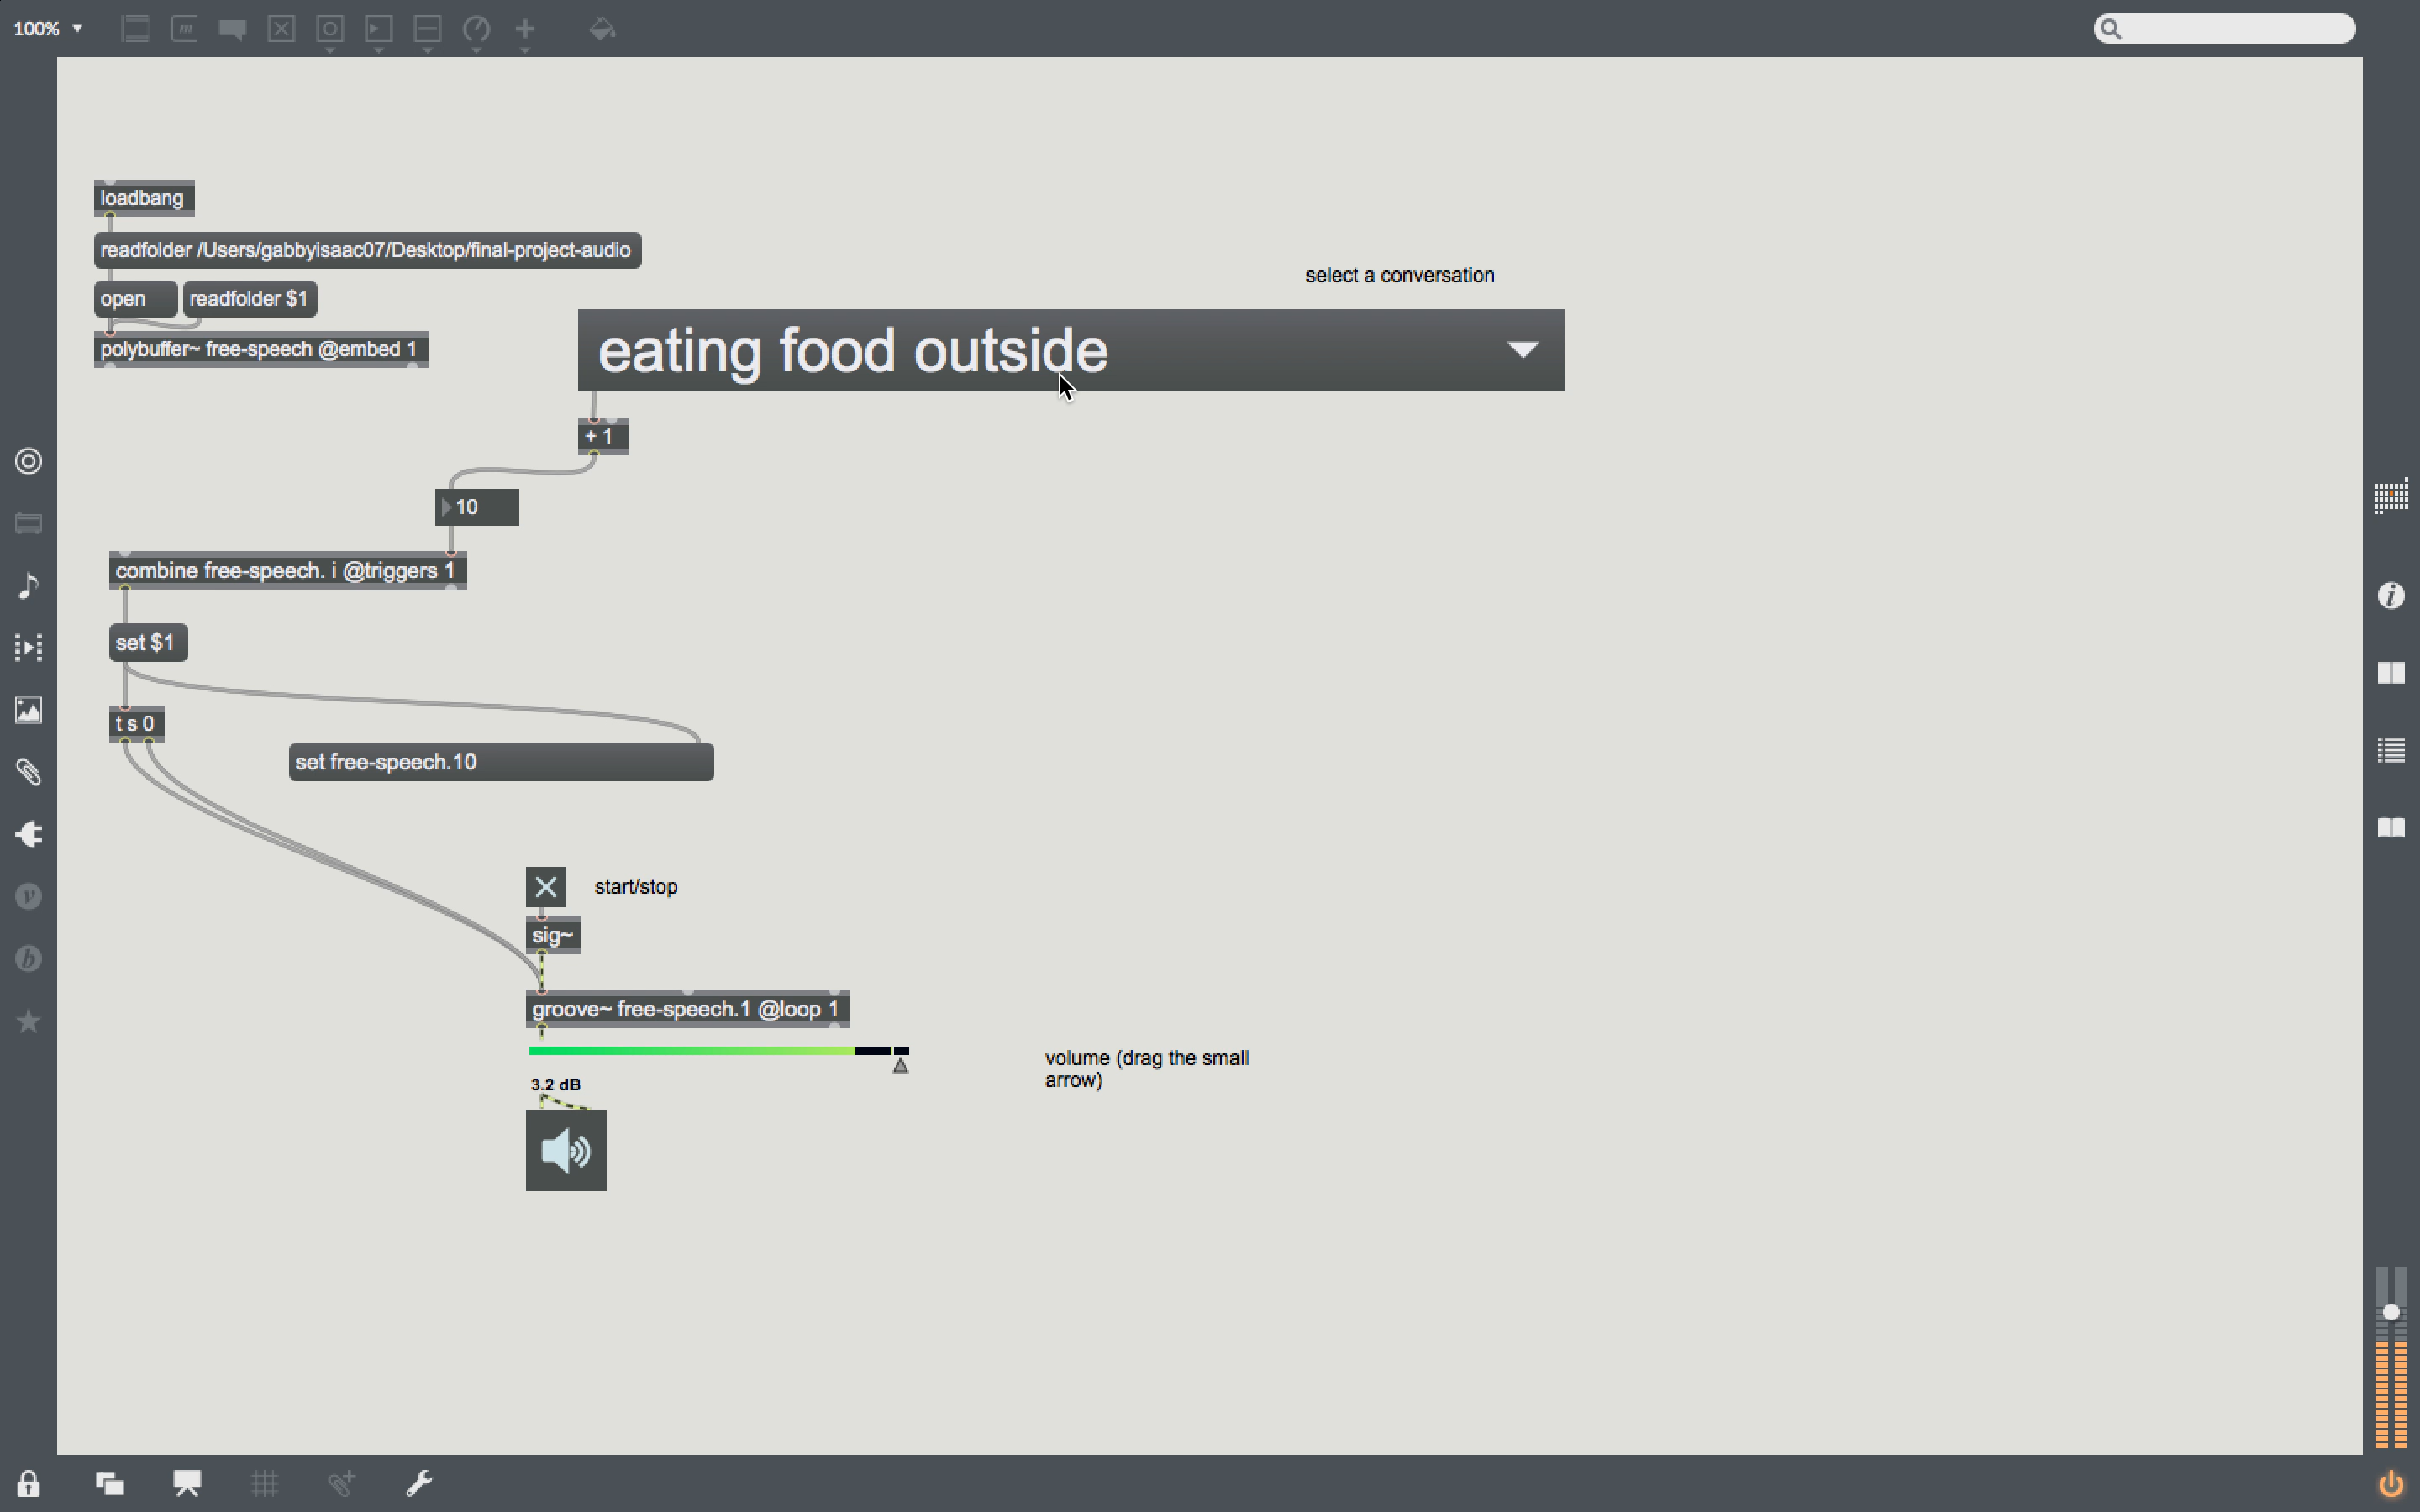 100%
loadbang
readfolder /Users/gabbyisaac07/Desktop/final-project-audio
open
readfolder $1
polybuffer~ free-speech @embed 1
select a conversation
eating food outside
+ 1
10
combine free-speech. i @triggers 1
set $1
t s 0
set free-speech.10
start/stop
sig~
groove~ free-speech.1 @loop 1
volume (drag the small
arrow)
3.2 dB